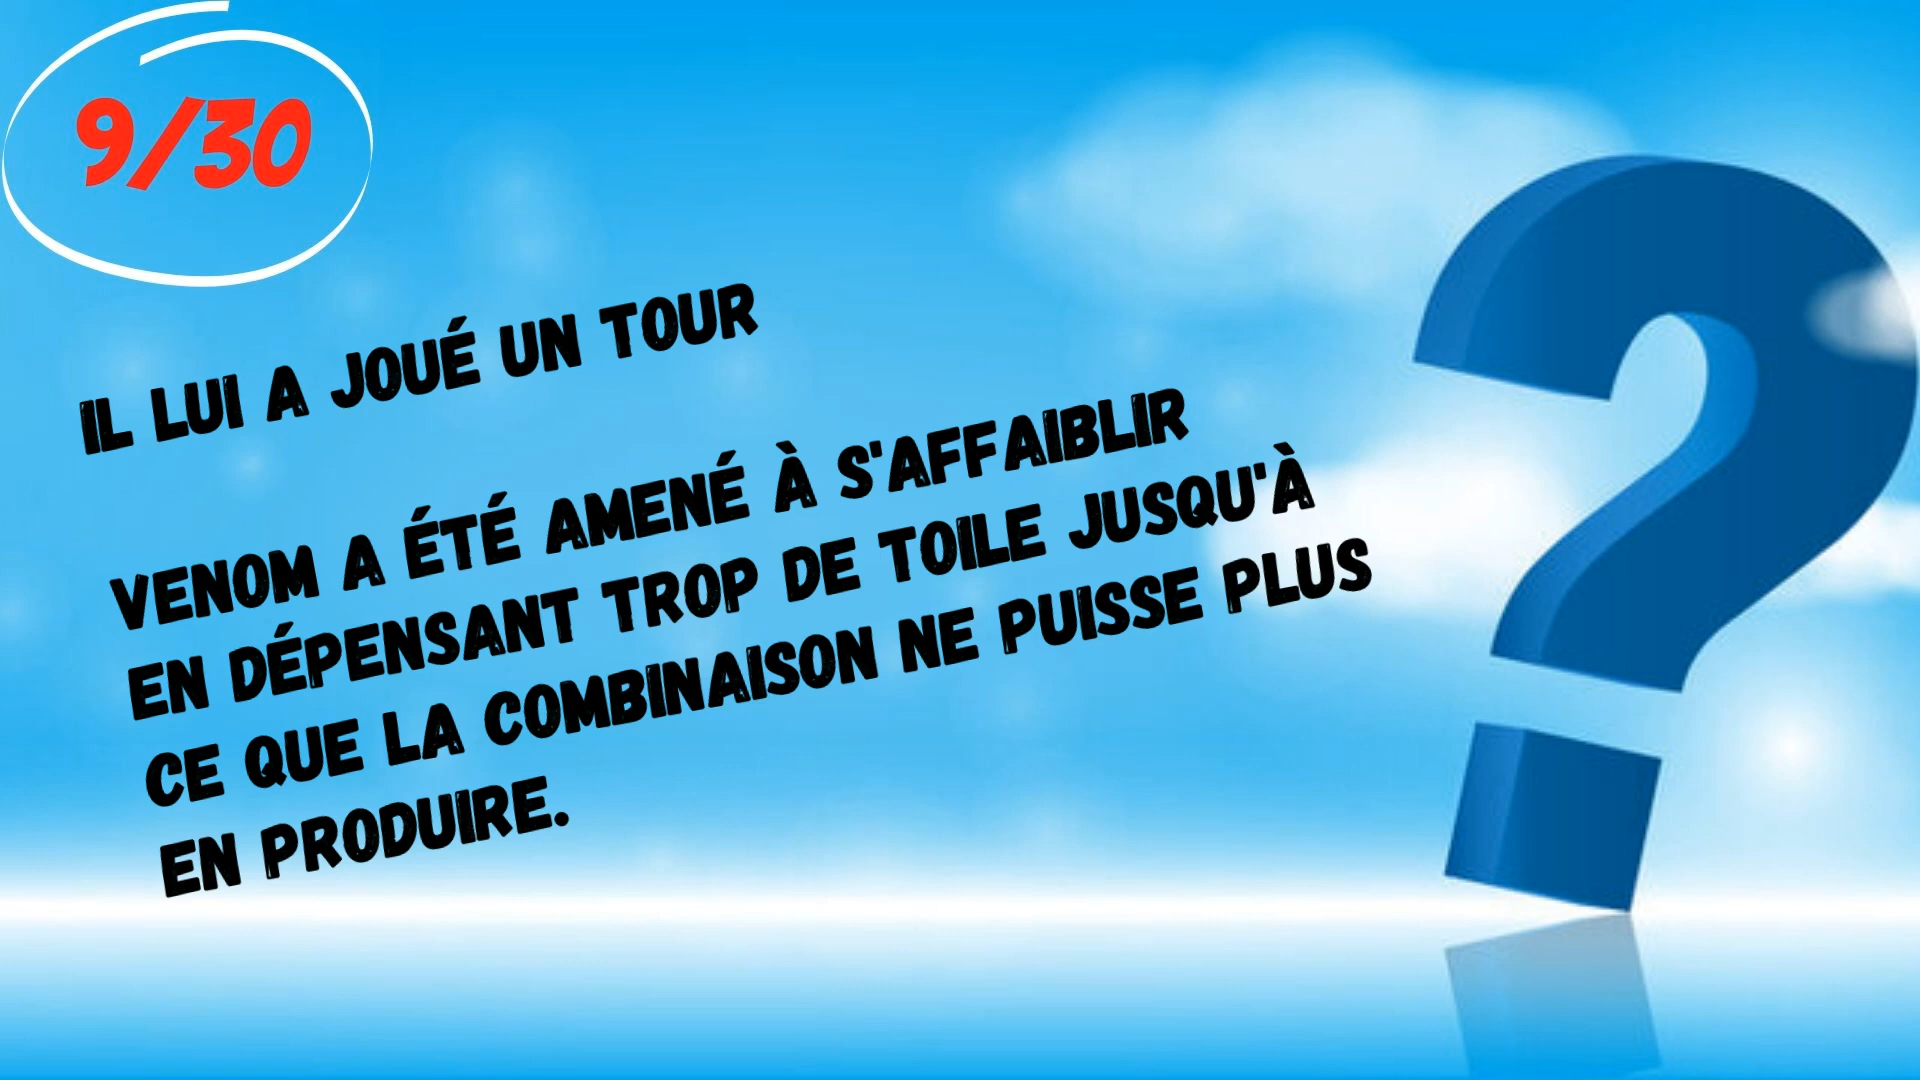 9/30
IL LUI A JOUÉ UN TOUR
VENOM A ÉTÉ AMENÉ À S'AFFAIBLIR
EN DÉPENSANT TROP DE TOILE JUSQU'À
CE QUE LA COMBINAISON NE PUISSE PLUS
EN PRODUIRE.
?